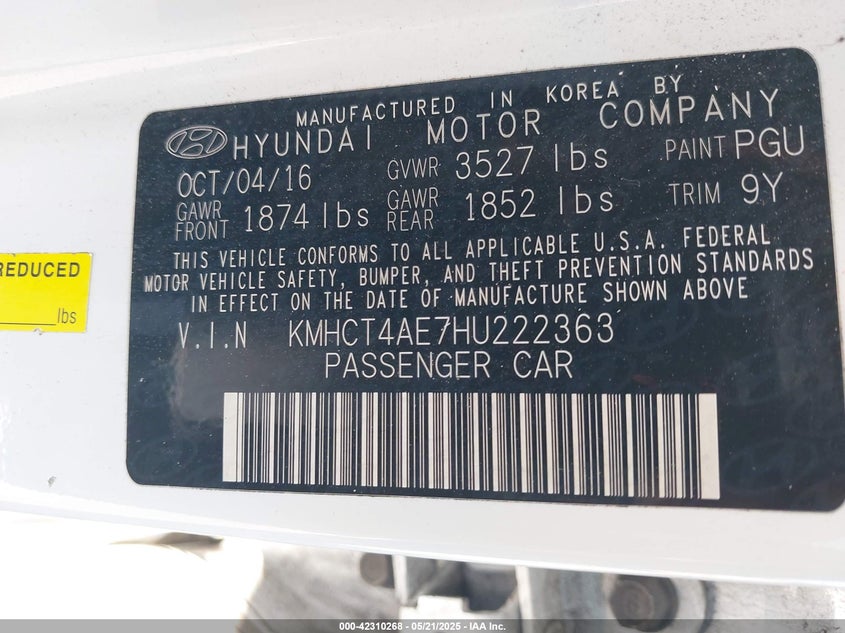 MANUFACTURED IN KOREA BY
HYUNDAI MOTOR COMPANY
OCT/04/16 GVWR 3527 lbs PAINT PGU
GAWR FRONT 1874 lbs GAWR REAR 1852 lbs TRIM 9Y
THIS VEHICLE CONFORMS TO ALL APPLICABLE U.S.A. FEDERAL
MOTOR VEHICLE SAFETY, BUMPER, AND THEFT PREVENTION STANDARDS
IN EFFECT ON THE DATE OF MANUFACTURE SHOWN ABOVE
V.I.N KMHCT4AE7HU222363
PASSENGER CAR
REDUCED
lbs
000-42310268 - 05/21/2025 - IAA Inc.